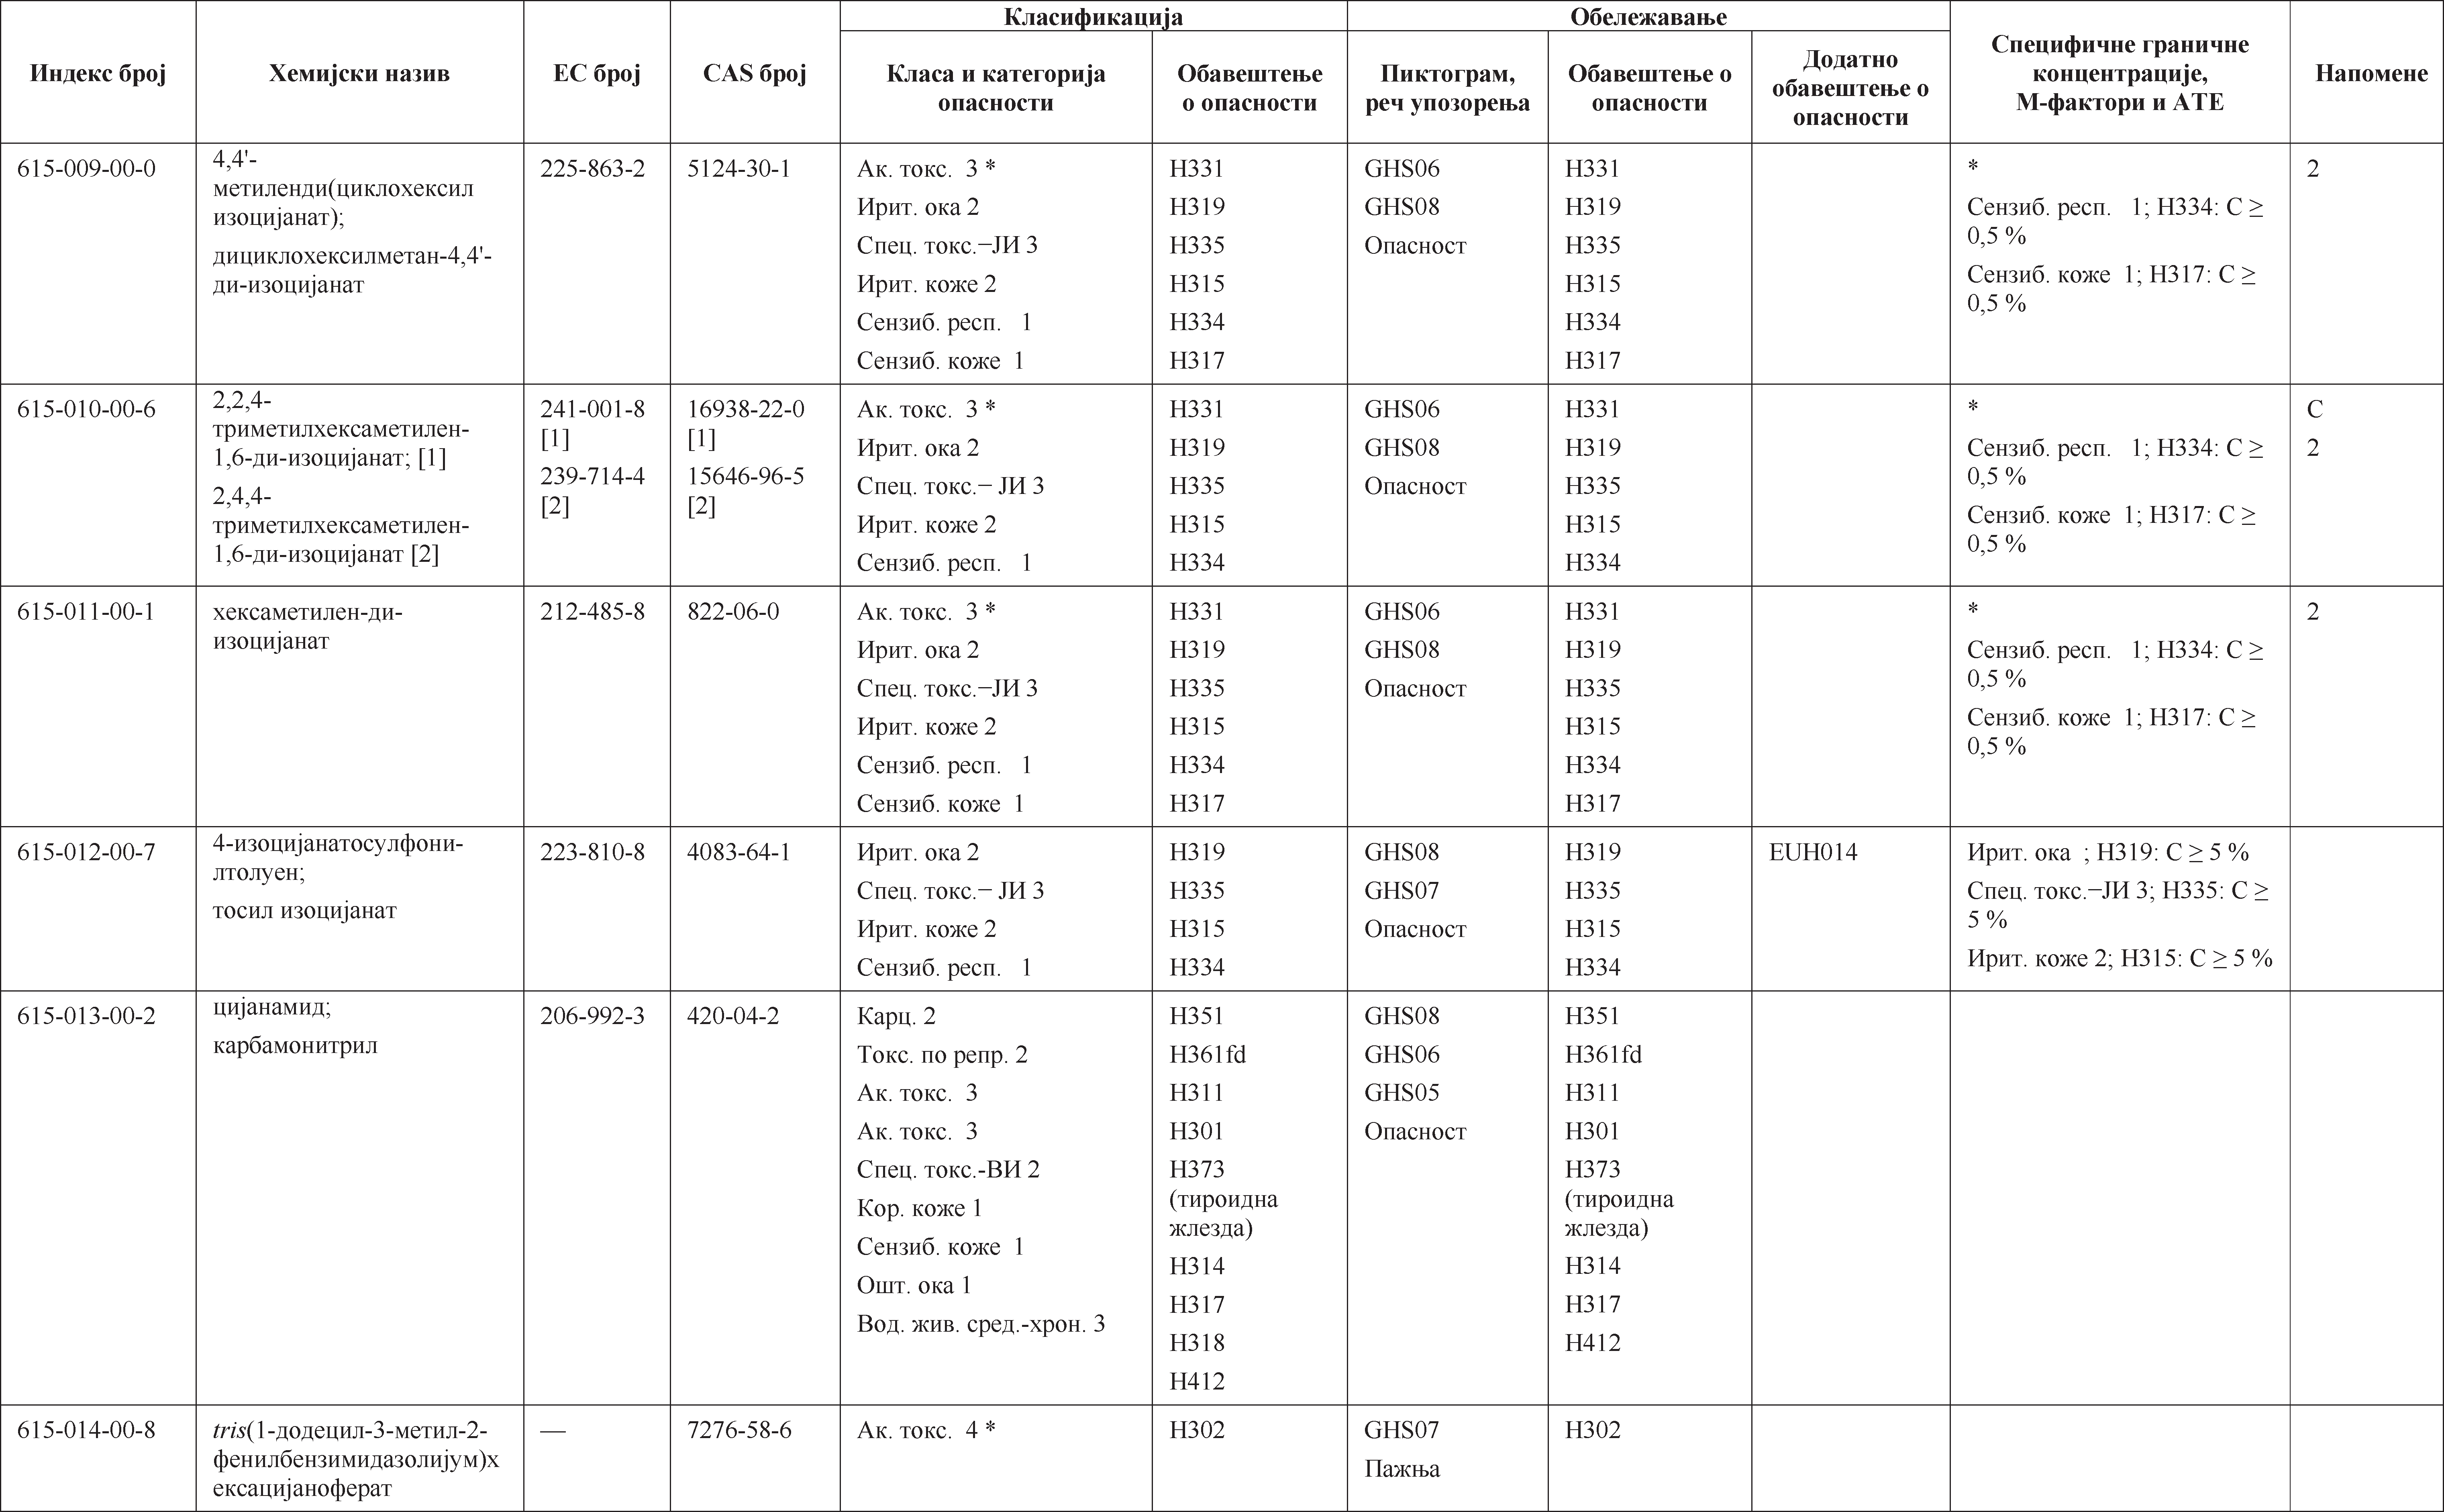 Класификација
Обележавање
Индекс број
Хемијски назив
ЕС број
CAS број
Класа и категорија
опасности
Обавештење
о опасности
Пиктограм,
реч упозорења
Обавештење о
опасности
Додатно
обавештење о
опасности
Специфичне граничне
концентрације,
М-фактори и АТЕ
Напомене
615-009-00-0
4,4'-
метиленди(циклохексил
изоцијанат);
дициклохексилметан-4,4'-
ди-изоцијанат
225-863-2
5124-30-1
Ак. токс. 3 *
Ирит. ока 2
Спец. токс.−ЈИ 3
Ирит. коже 2
Сензиб. респ. 1
Сензиб. коже 1
H331
H319
H335
H315
H334
H317
GHS06
GHS08
Опасност
H331
H319
H335
H315
H334
H317
*
Сензиб. респ. 1; H334: C ≥
0,5 %
Сензиб. коже 1; H317: C ≥
0,5 %
2
615-010-00-6
2,2,4-
триметилхексаметилен-
1,6-ди-изоцијанат; [1]
2,4,4-
триметилхексаметилен-
1,6-ди-изоцијанат [2]
241-001-8
[1]
239-714-4
[2]
16938-22-0
[1]
15646-96-5
[2]
Ак. токс. 3 *
Ирит. ока 2
Спец. токс.− ЈИ 3
Ирит. коже 2
Сензиб. респ. 1
H331
H319
H335
H315
H334
GHS06
GHS08
Опасност
H331
H319
H335
H315
H334
*
Сензиб. респ. 1; H334: C ≥
0,5 %
Сензиб. коже 1; H317: C ≥
0,5 %
C
2
615-011-00-1
хексаметилен-ди-
изоцијанат
212-485-8
822-06-0
Ак. токс. 3 *
Ирит. ока 2
Спец. токс.−ЈИ 3
Ирит. коже 2
Сензиб. респ. 1
Сензиб. коже 1
H331
H319
H335
H315
H334
H317
GHS06
GHS08
Опасност
H331
H319
H335
H315
H334
H317
*
Сензиб. респ. 1; H334: C ≥
0,5 %
Сензиб. коже 1; H317: C ≥
0,5 %
2
615-012-00-7
4-изоцијанатосулфони-
лтолуен;
тосил изоцијанат
223-810-8
4083-64-1
Ирит. ока 2
Спец. токс.− ЈИ 3
Ирит. коже 2
Сензиб. респ. 1
H319
H335
H315
H334
GHS08
GHS07
Опасност
H319
H335
H315
H334
EUH014
Ирит. ока ; H319: C ≥ 5 %
Спец. токс.−ЈИ 3; H335: C ≥
5 %
Ирит. коже 2; H315: C ≥ 5 %
615-013-00-2
цијанамид;
карбамонитрил
206-992-3
420-04-2
Карц. 2
Токс. по репр. 2
Ак. токс. 3
Ак. токс. 3
Спец. токс.-ВИ 2
Кор. коже 1
Сензиб. коже 1
Ошт. ока 1
Вод. жив. сред.-хрон. 3
H351
H361fd
H311
H301
H373
(тироидна
жлезда)
H314
H317
H318
H412
GHS08
GHS06
GHS05
Опасност
H351
H361fd
H311
H301
H373
(тироидна
жлезда)
H314
H317
H412
615-014-00-8
tris(1-додецил-3-метил-2-
фенилбензимидазолијум)х
ексацијаноферат
—
7276-58-6
Ак. токс. 4 *
H302
GHS07
Пажња
H302